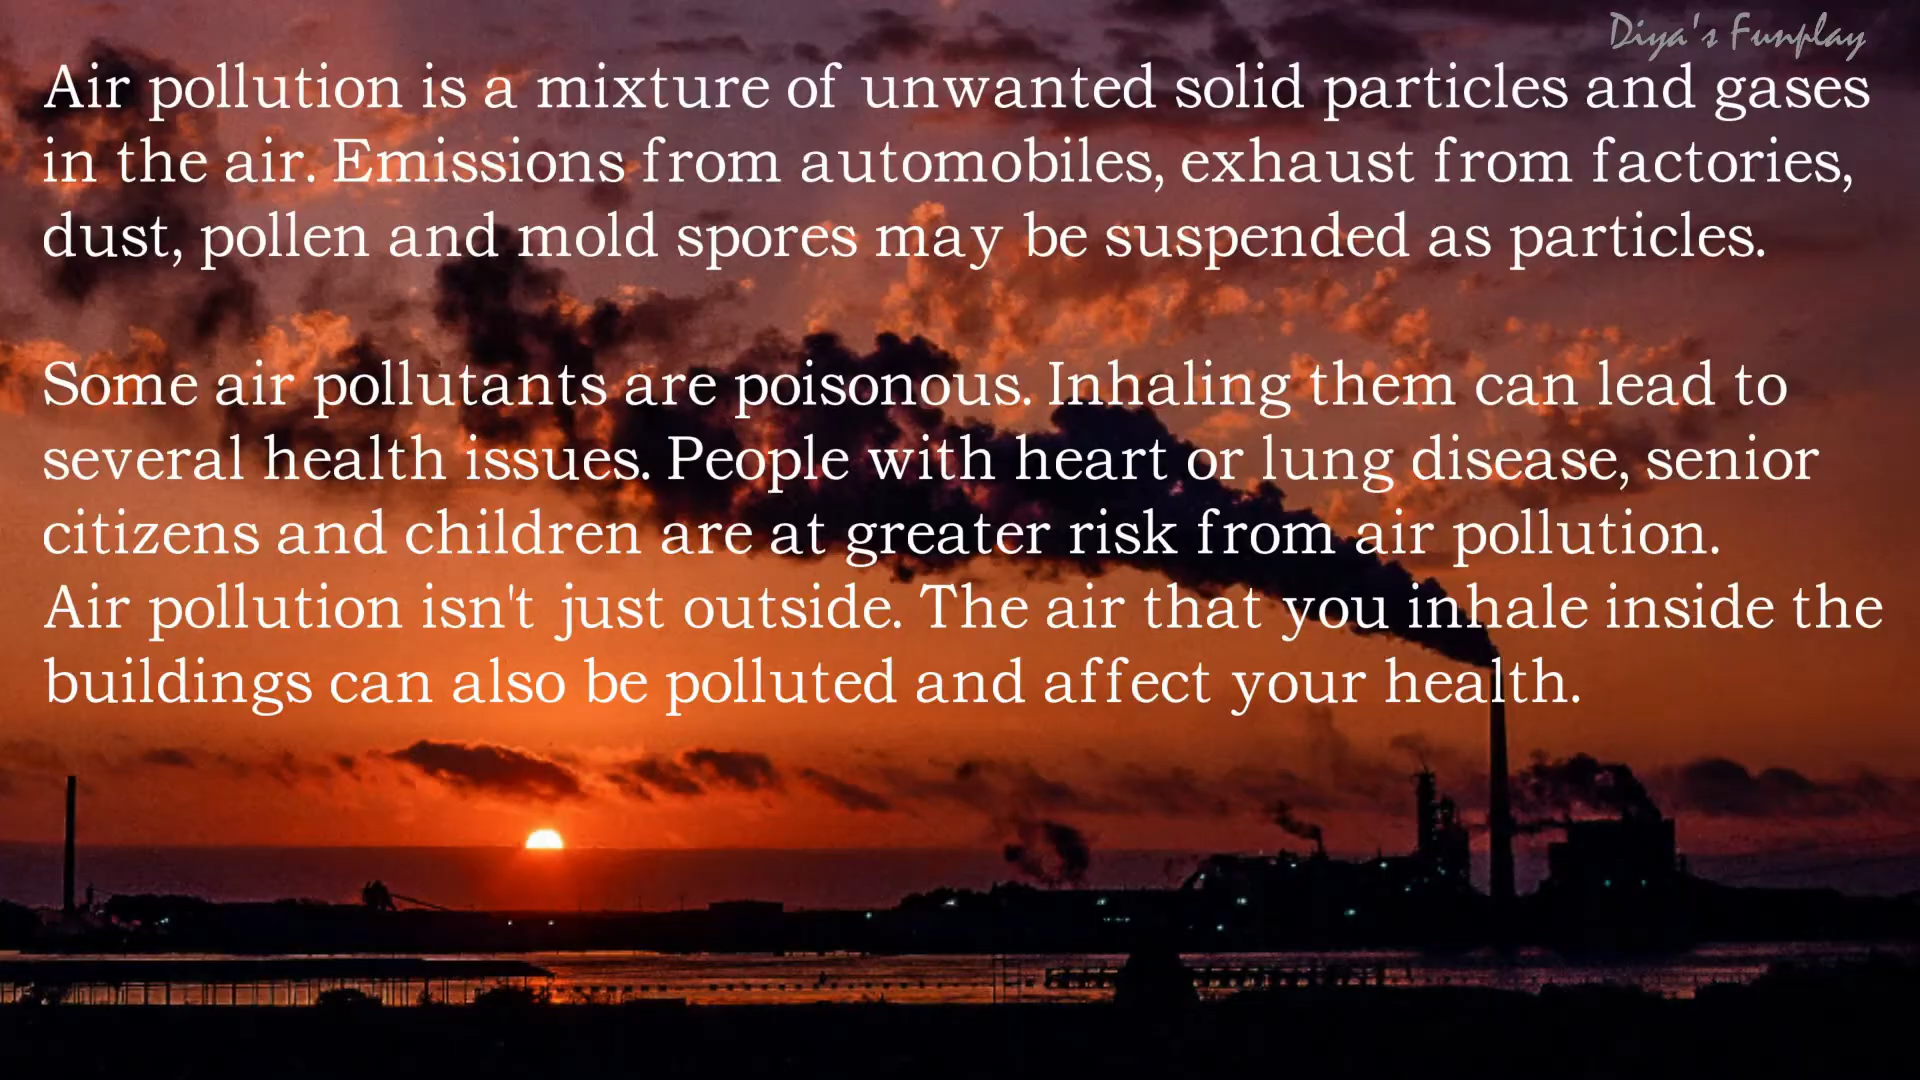 Diya's Funplay
Air pollution is a mixture of unwanted solid particles and gases
in the air. Emissions from automobiles, exhaust from factories,
dust, pollen and mold spores may be suspended as particles.
Some air pollutants are poisonous. Inhaling them can lead to
several health issues. People with heart or lung disease, senior
citizens and children are at greater risk from air pollution.
Air pollution isn't just outside. The air that you inhale inside the
buildings can also be polluted and affect your health.